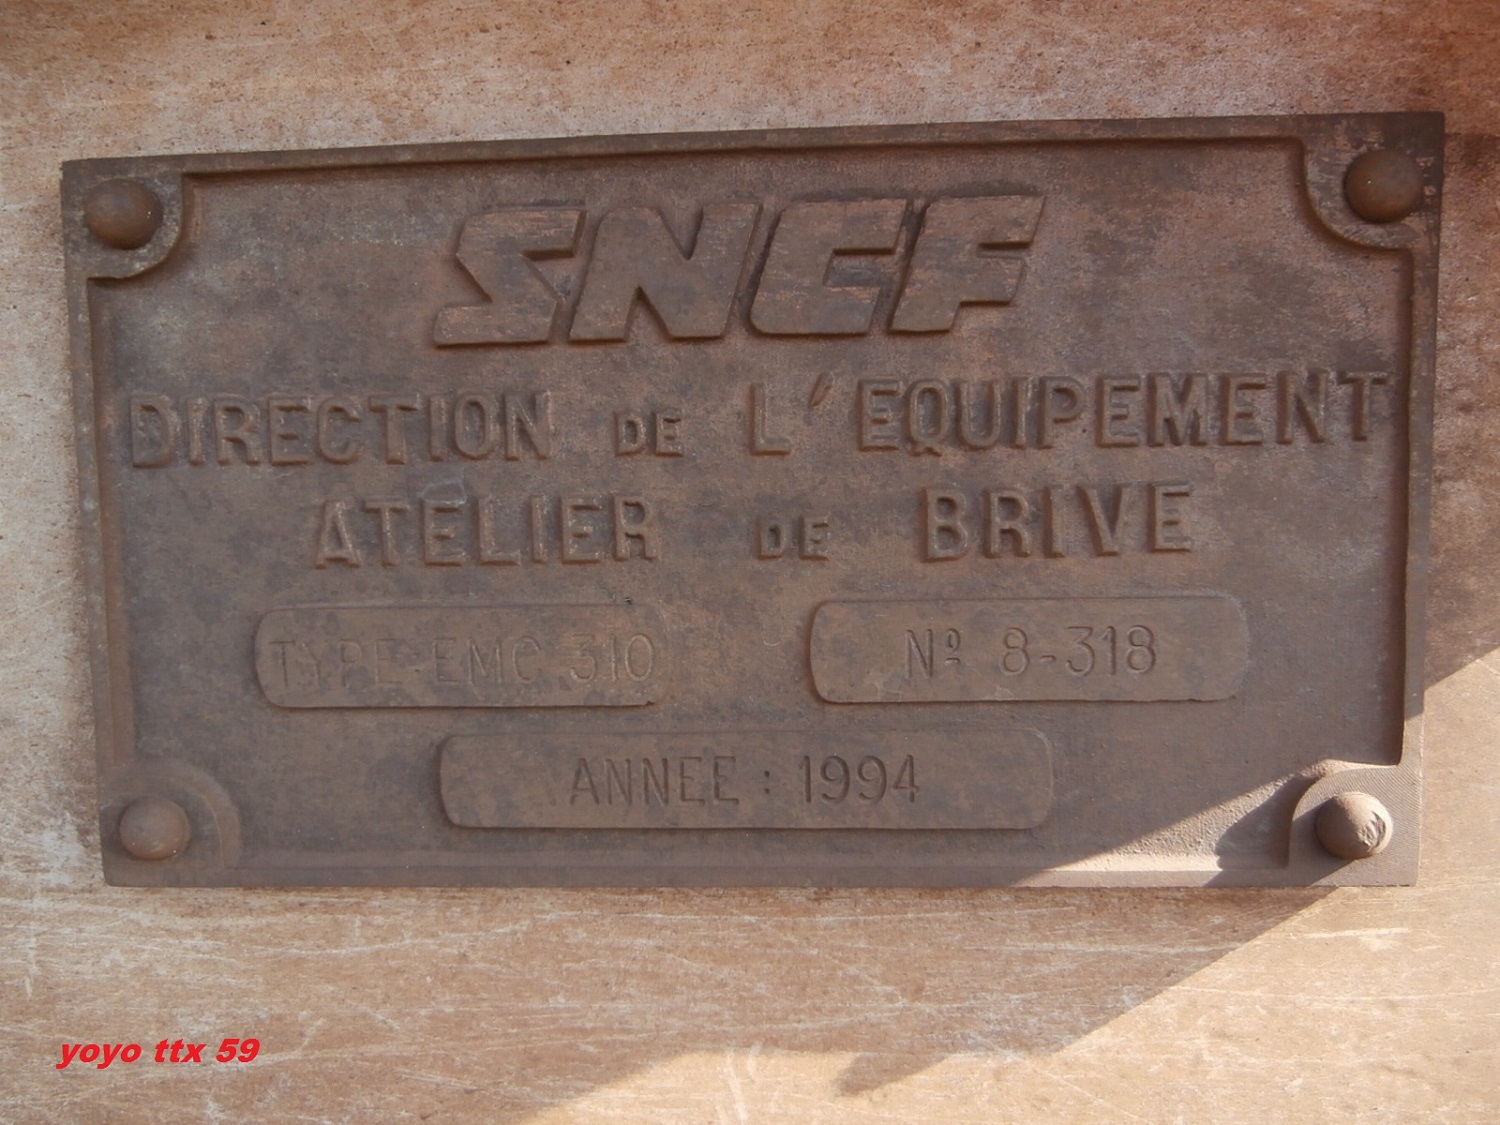 SNCF
DIRECTION DE L'EQUIPEMENT
ATELIER DE BRIVE
TYPE: EMC 310
Nº 8-318
ANNEE : 1994
yoyo ttx 59